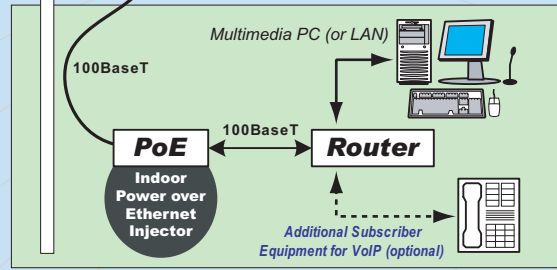 Multimedia PC (or LAN)
100BaseT
100BaseT
PoE
Router
Indoor
Power over
Ethernet
Injector
Additional Subscriber
Equipment for VoIP (optional)